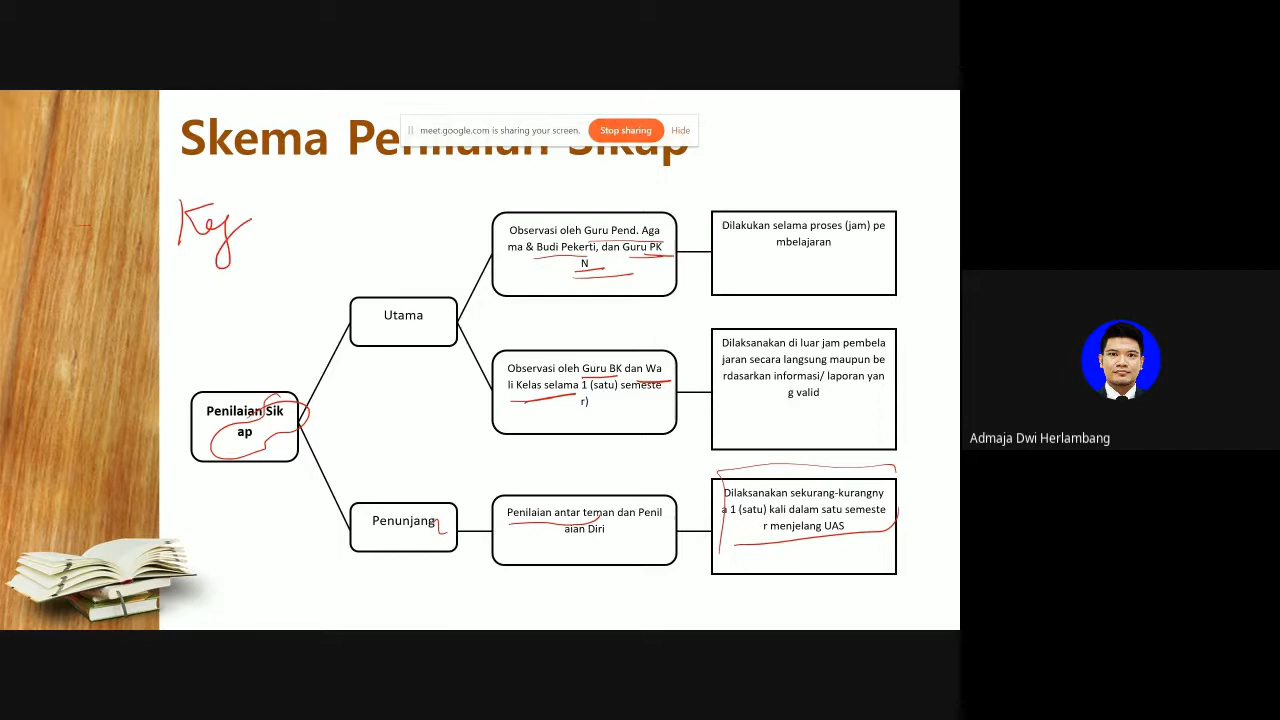 Skema Penilaian Sikap
meet.google.com is sharing your screen.
Stop sharing
Hide
Key
Observasi oleh Guru Pend. Aga
ma & Budi Pekerti, dan Guru PK
N
Dilakukan selama proses (jam) pe
mbelajaran
Utama
Observasi oleh Guru BK dan Wa
li Kelas selama 1 (satu) semeste
r)
Dilaksanakan di luar jam pembela
jaran secara langsung maupun be
rdasarkan informasi/ laporan yan
g valid
Penilaian Sik
ap
Penunjang
Penilaian antar teman dan Penil
aian Diri
Dilaksanakan sekurang-kurangny
a 1 (satu) kali dalam satu semeste
r menjelang UAS
Admaja Dwi Herlambang